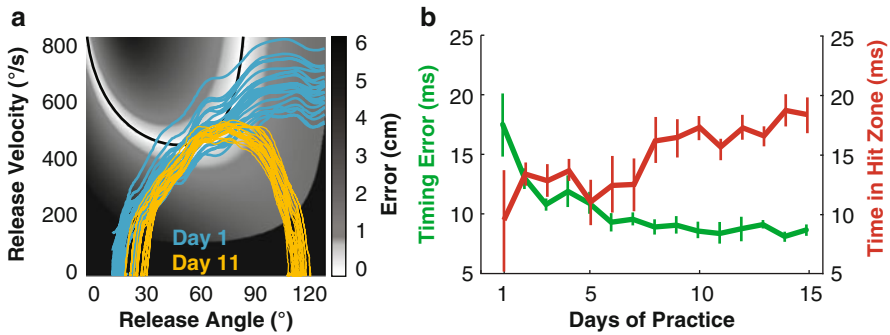 a
Release Velocity (°/s)
800
600
400
200
0
0 30 60 90 120
Release Angle (°)
Day 1
Day 11
6
5
4
3
2
1
0
Error (cm)
b
Timing Error (ms)
25
20
15
10
5
1 5 10 15
Days of Practice
25
20
15
10
5
Time in Hit Zone (ms)